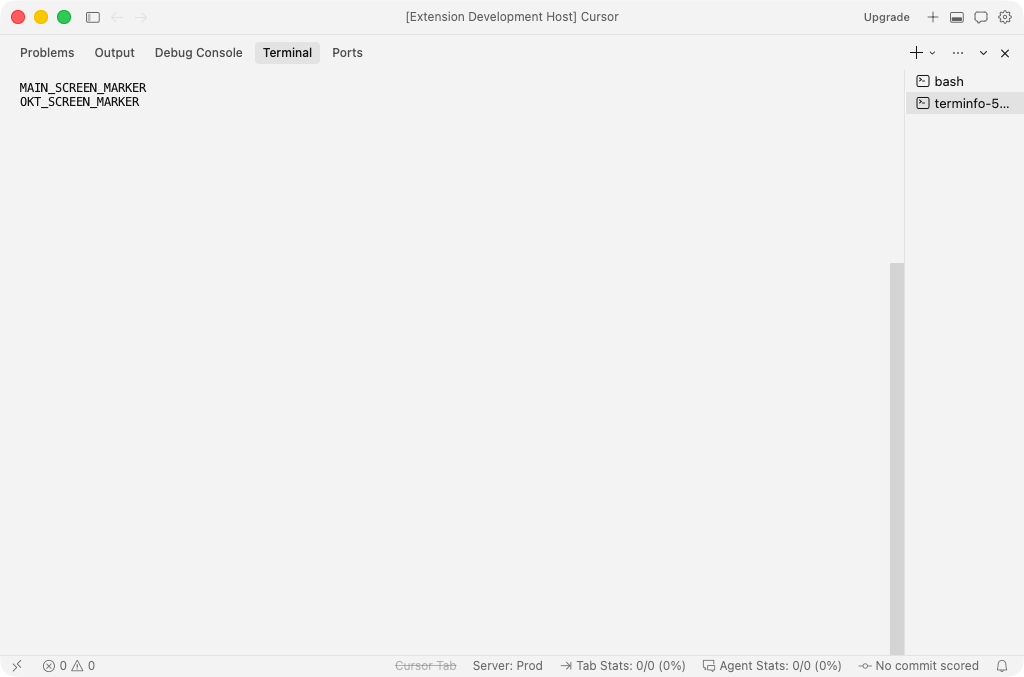 [Extension Development Host] Cursor
Upgrade
Problems Output Debug Console Terminal Ports
MAIN_SCREEN_MARKER
OKT_SCREEN_MARKER
bash
terminfo-5...
0 0
Cursor Tab Server: Prod Tab Stats: 0/0 (0%) Agent Stats: 0/0 (0%) No commit scored